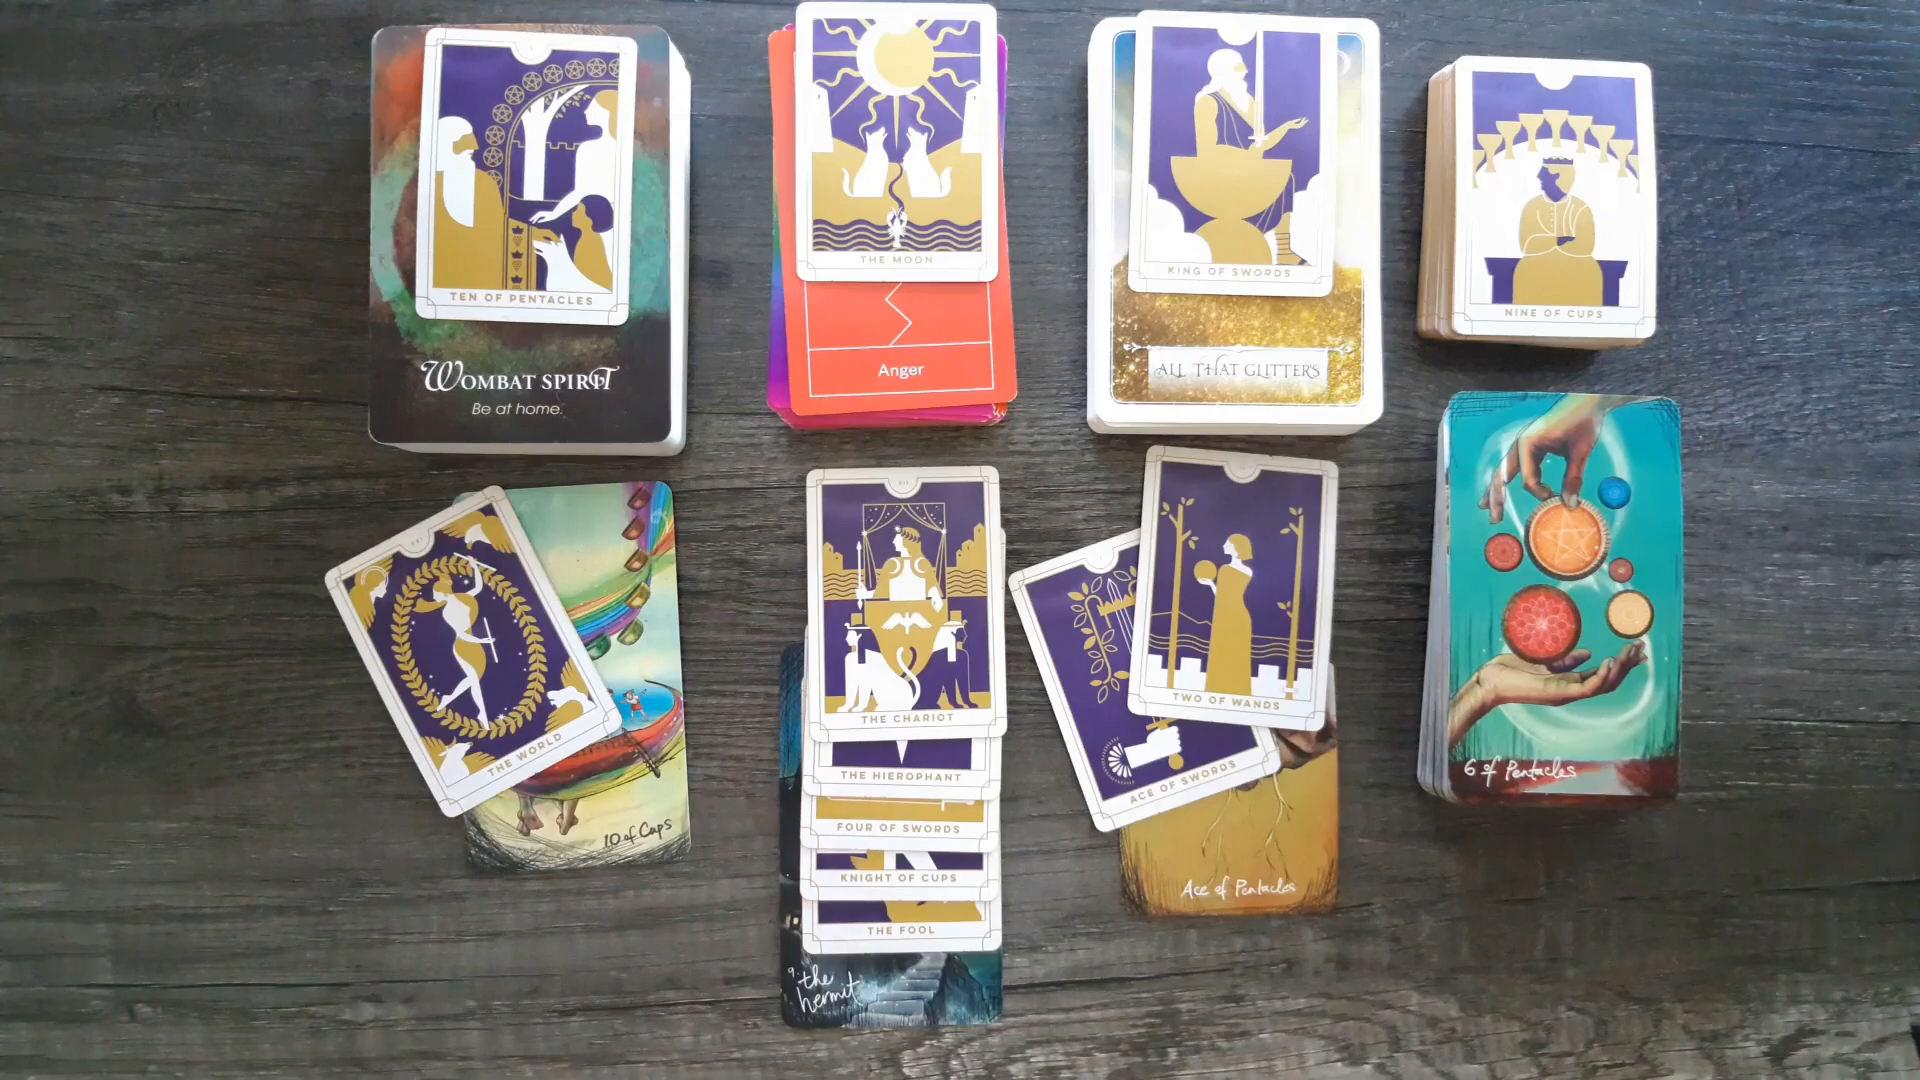 TEN OF PENTACLES
WOMBAT SPIRIT
Be at home.
THE MOON
Anger
KING OF SWORDS
ALL THAT GLITTERS
NINE OF CUPS
THE WORLD
10 of Cups
VII
THE CHARIOT
THE HIEROPHANT
FOUR OF SWORDS
KNIGHT OF CUPS
THE FOOL
9. the
hermit
ACE OF SWORDS
TWO OF WANDS
Ace of Pentacles
6 of Pentacles